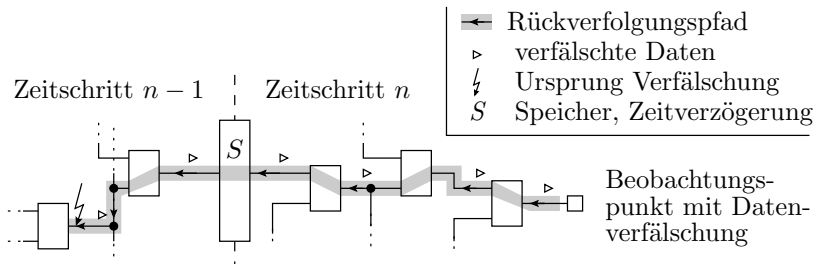 Rückverfolgungspfad
verfälschte Daten
Ursprung Verfälschung
S Speicher, Zeitverzögerung
Zeitschritt n − 1
Zeitschritt n
S
Beobachtungs-
punkt mit Daten-
verfälschung